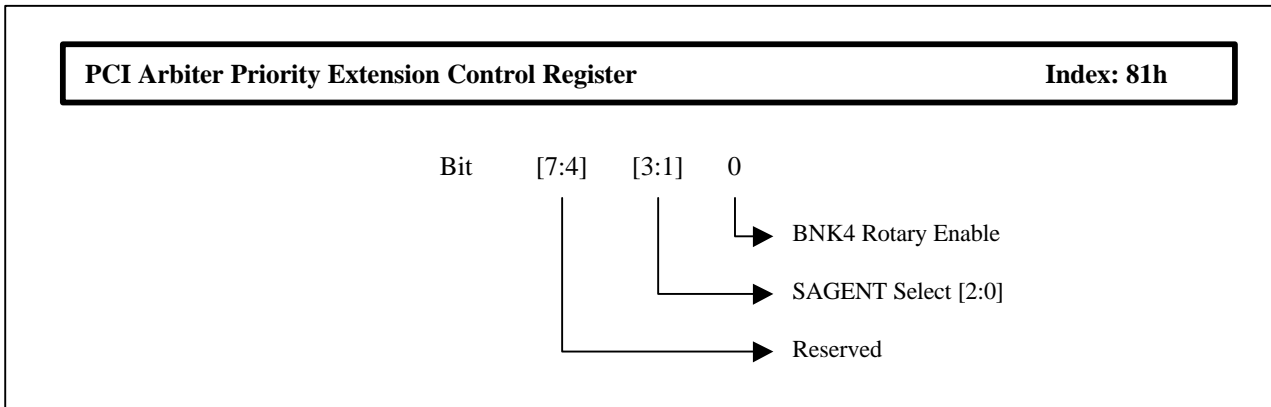 PCI Arbiter Priority Extension Control Register Index: 81h
Bit [7:4] [3:1] 0
BNK4 Rotary Enable
SAGENT Select [2:0]
Reserved